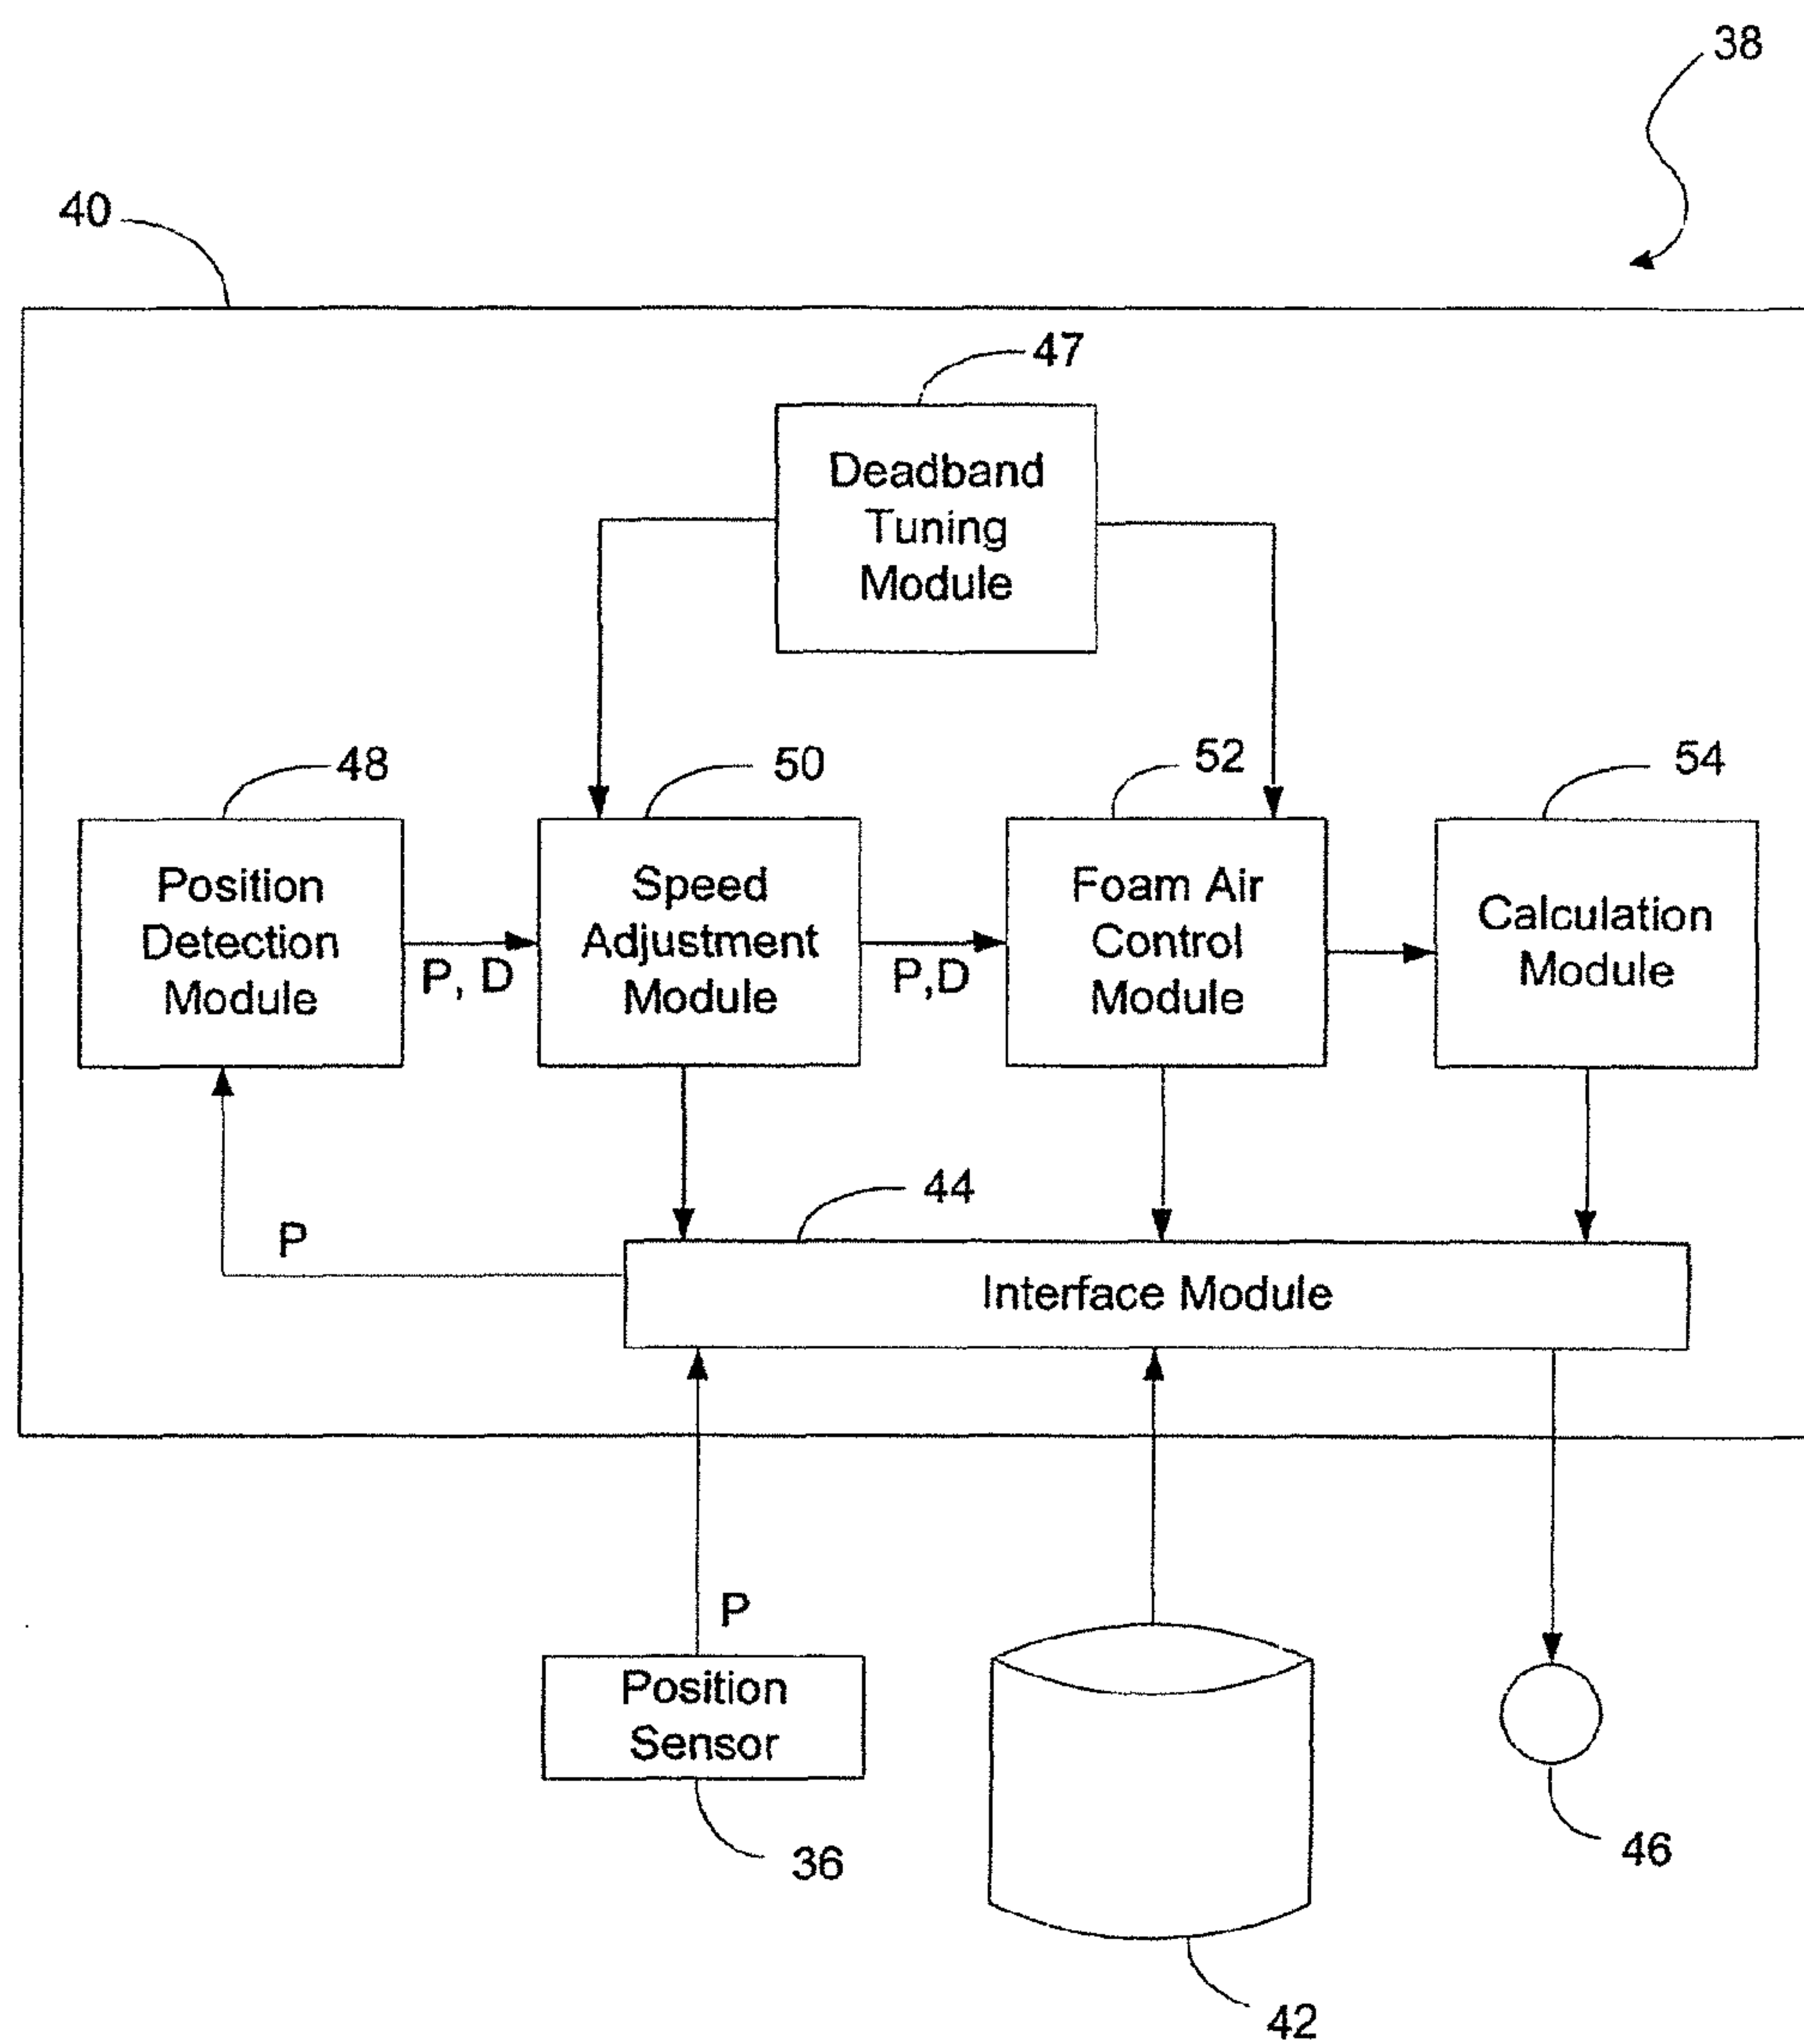 38
40
47
Deadband
Tuning
Module
48
50
52
54
Position
Detection
Module
P, D
Speed
Adjustment
Module
P,D
Foam Air
Control
Module
Calculation
Module
44
P
Interface Module
P
Position
Sensor
36
46
42